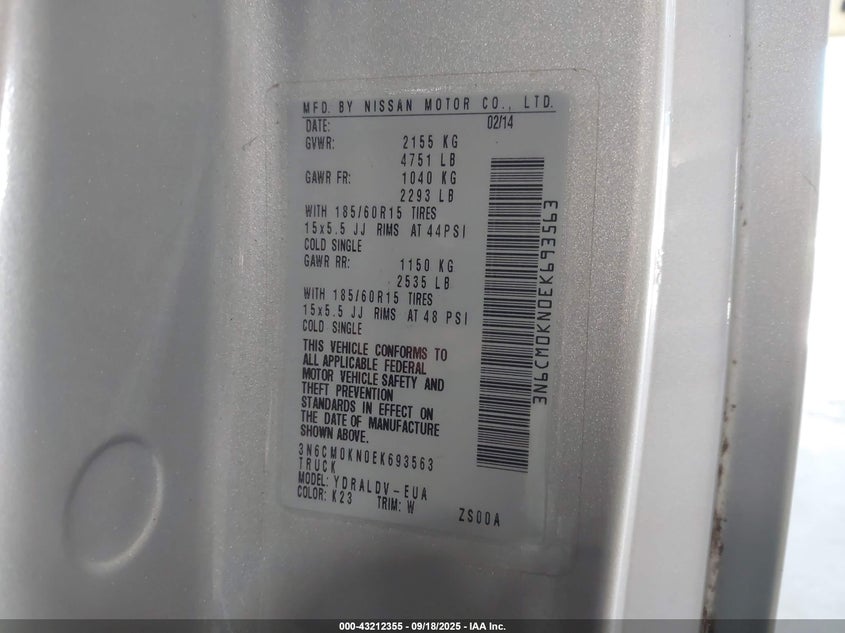 MFD. BY NISSAN MOTOR CO., LTD.
DATE: 02/14
GVWR: 2155 KG
4751 LB
GAWR FR: 1040 KG
2293 LB
WITH 185/60R15 TIRES
15x5.5 JJ RIMS AT 44PSI
COLD SINGLE
GAWR RR: 1150 KG
2535 LB
WITH 185/60R15 TIRES
15x5.5 JJ RIMS AT 48 PSI
COLD SINGLE
THIS VEHICLE CONFORMS TO
ALL APPLICABLE FEDERAL
MOTOR VEHICLE SAFETY AND
THEFT PREVENTION
STANDARDS IN EFFECT ON
THE DATE OF MANUFACTURE
SHOWN ABOVE.
3N6CM0KN0EK693563
TRUCK
MODEL: YDRALDV-EUA
COLOR: K23 TRIM: W ZS00A
3N6CM0KN0EK693563
000-43212355 - 09/18/2025 - IAA Inc.